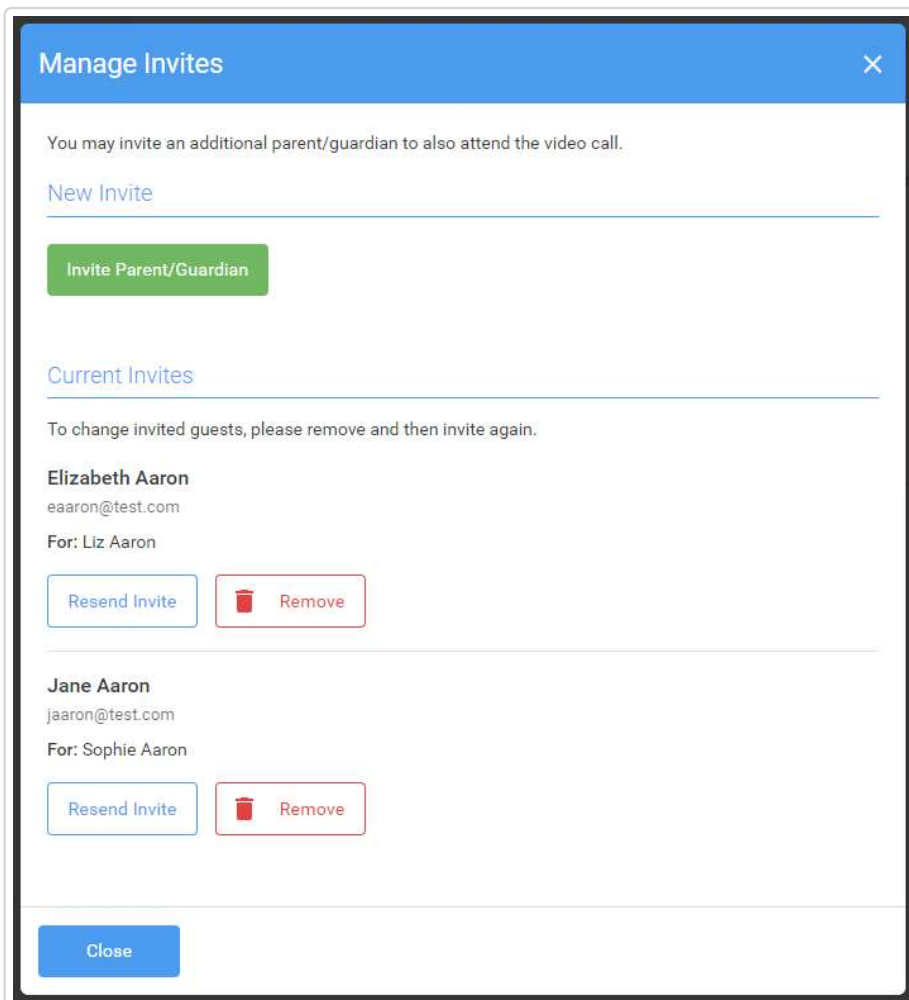 Manage Invites
You may invite an additional parent/guardian to also attend the video call.
New Invite
Invite Parent/Guardian
Current Invites
To change invited guests, please remove and then invite again.
Elizabeth Aaron
eaaron@test.com
For: Liz Aaron
Resend Invite Remove
Jane Aaron
jaaron@test.com
For: Sophie Aaron
Resend Invite Remove
Close